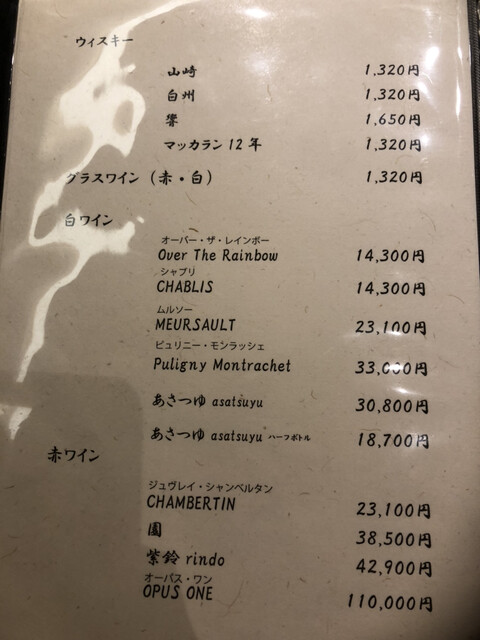 ウィスキー
山崎 1,320円
白州 1,320円
響 1,650円
マッカラン 12 年 1,320円
グラスワイン（赤・白） 1,320円
白ワイン
オーバー・ザ・レインボー
Over The Rainbow 14,300円
シャブリ
CHABLIS 14,300円
ムルソー
MEURSAULT 23,100円
ピュリニー・モンラッシェ
Puligny Montrachet 33,000円
あさつゆ asatsuyu 30,800円
あさつゆ asatsuyu ハーフボトル 18,700円
赤ワイン
ジュヴレイ・シャンベルタン
CHAMBERTIN 23,100円
園 38,500円
紫鈴 rindo 42,900円
オーパス・ワン
OPUS ONE 110,000円